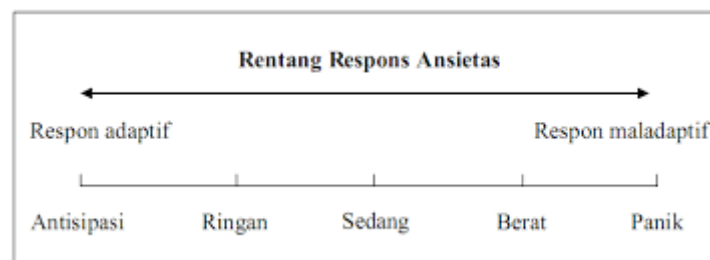 Rentang Respons Ansietas
Respon adaptif Respon maladaptif
Antisipasi Ringan Sedang Berat Panik